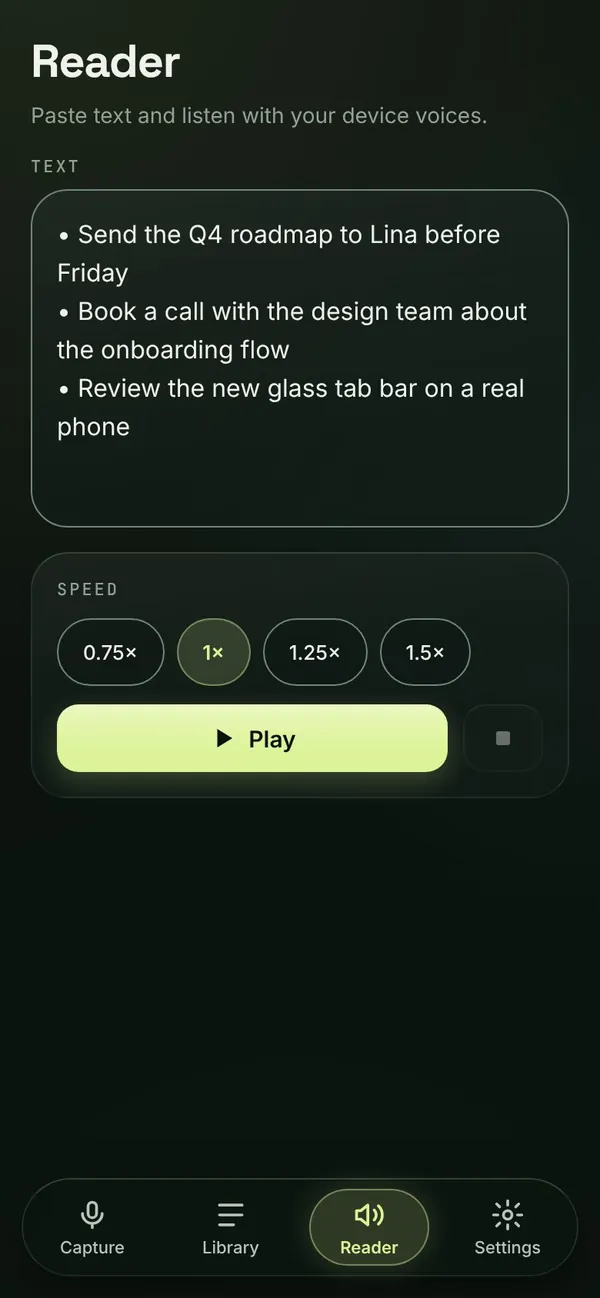 Reader
Paste text and listen with your device voices.
TEXT
• Send the Q4 roadmap to Lina before
Friday
• Book a call with the design team about
the onboarding flow
• Review the new glass tab bar on a real
phone
SPEED
0.75×
1×
1.25×
1.5×
Play
Capture
Library
Reader
Settings